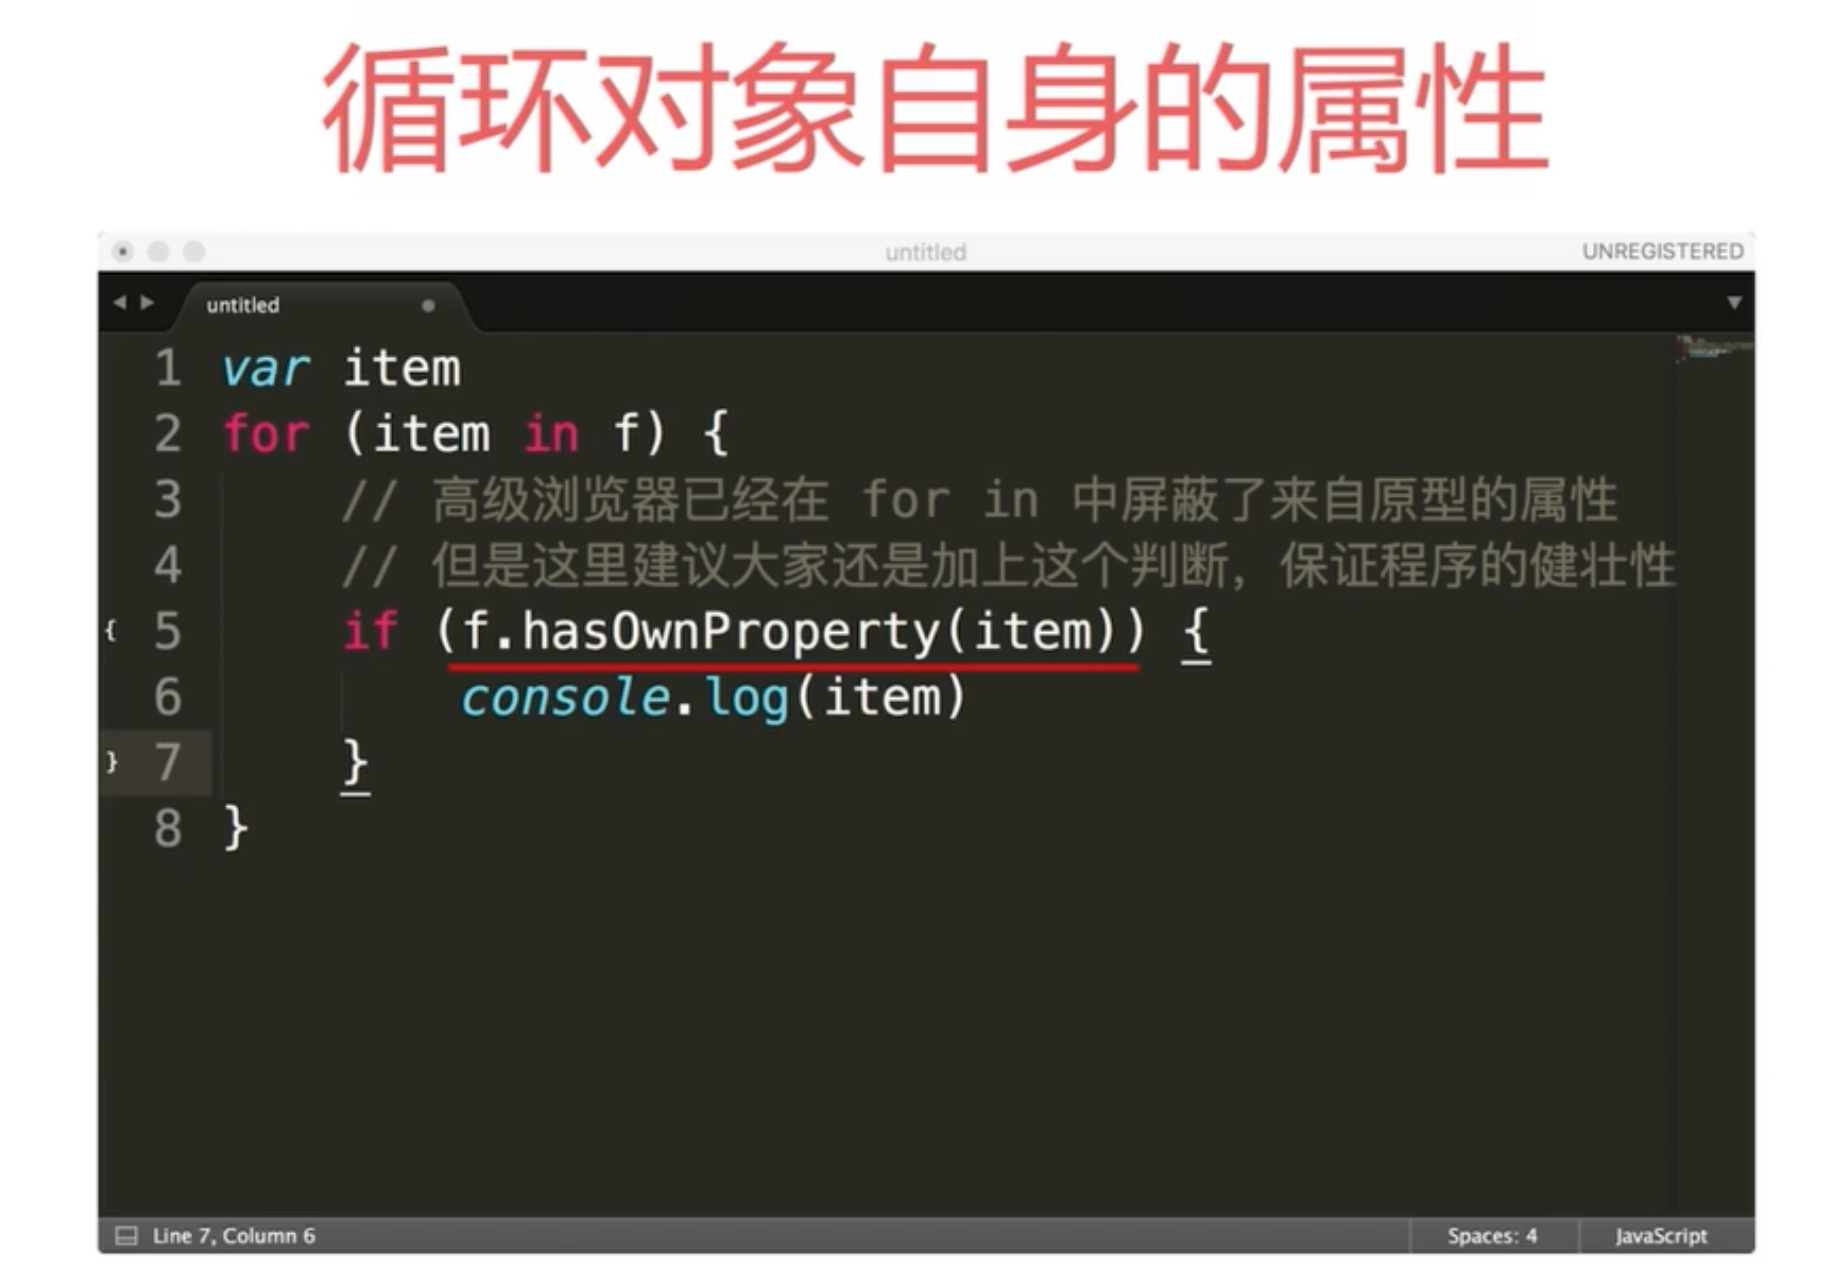 循环对象自身的属性
untitled
UNREGISTERED
untitled
1 var item
2 for (item in f) {
3 // 高级浏览器已经在 for in 中屏蔽了来自原型的属性
4 // 但是这里建议大家还是加上这个判断，保证程序的健壮性
{ 5 if (f.hasOwnProperty(item)) {
6 console.log(item)
} 7 }
8 }
Line 7, Column 6
Spaces: 4
JavaScript